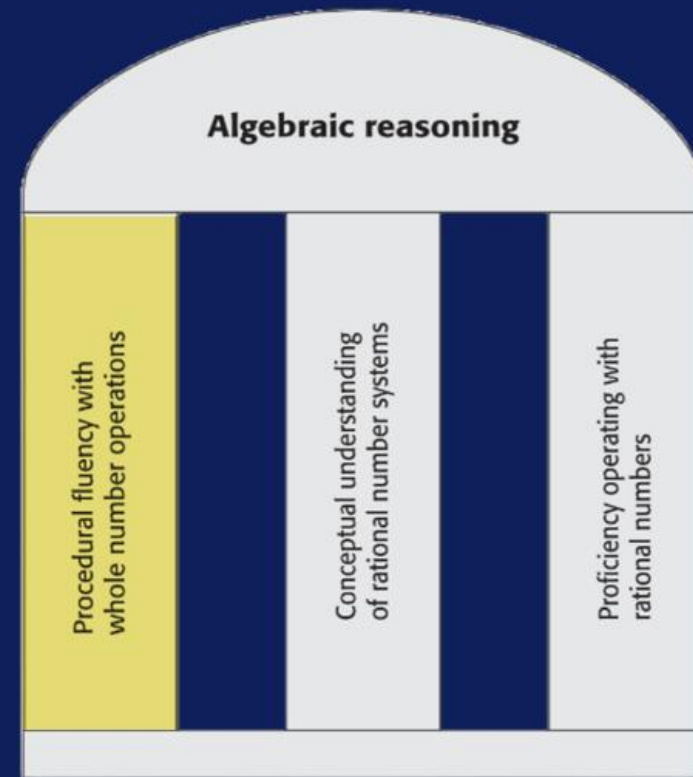 Algebraic reasoning
Procedural fluency with
whole number operations
Conceptual understanding
of rational number systems
Proficiency operating with
rational numbers